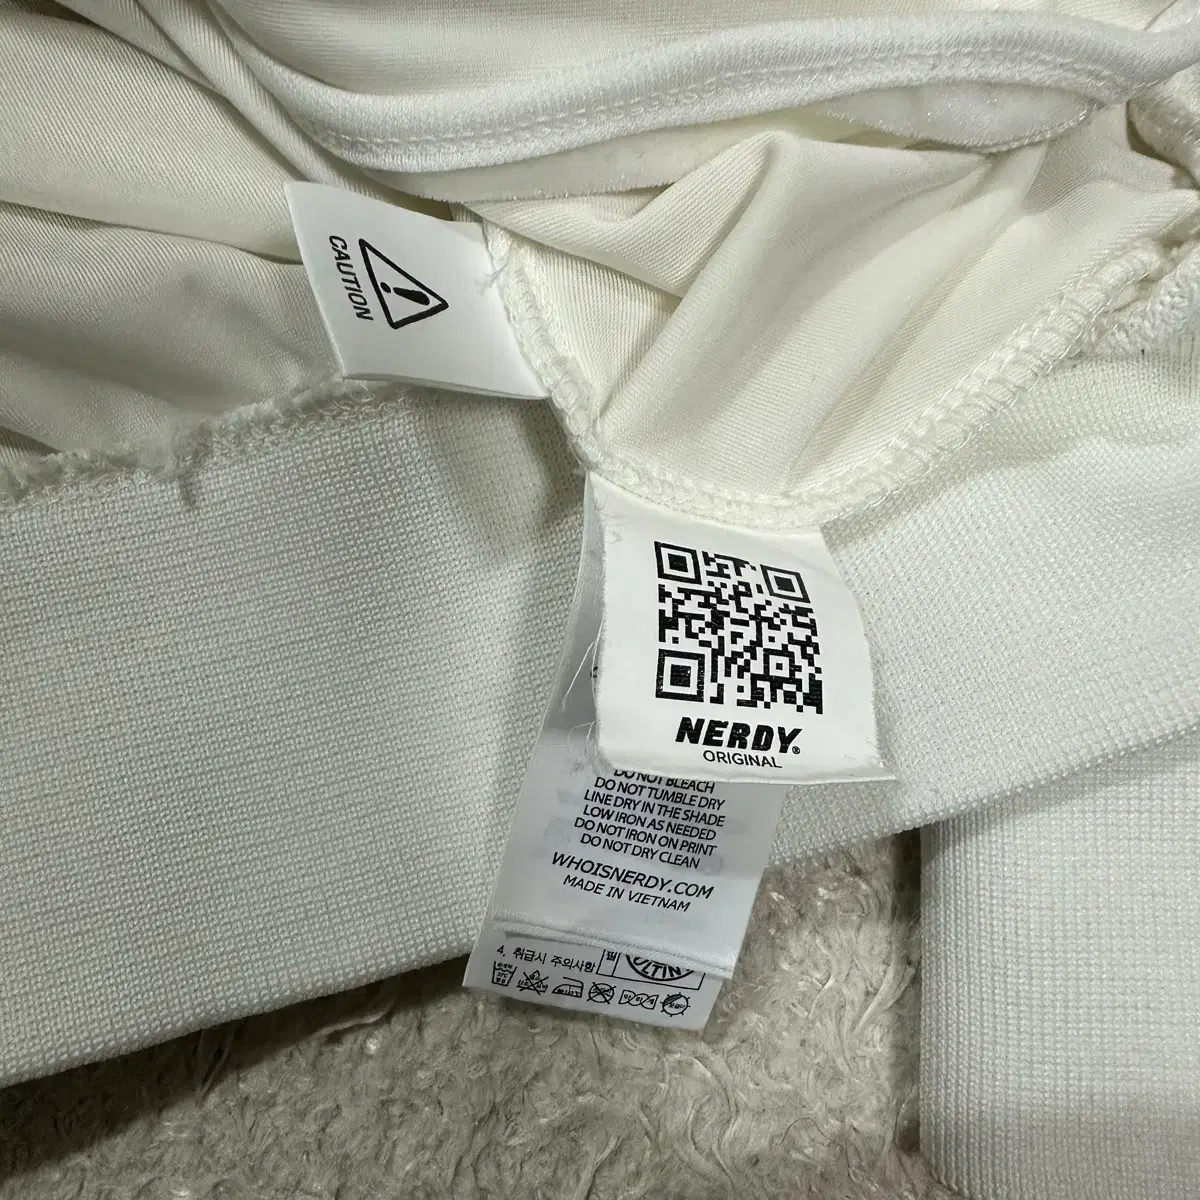 CAUTION
NERDY®
ORIGINAL
DO NOT BLEACH
DO NOT TUMBLE DRY
LINE DRY IN THE SHADE
LOW IRON AS NEEDED
DO NOT IRON ON PRINT
DO NOT DRY CLEAN
WHOISNERDY.COM
MADE IN VIETNAM
4. 취급시 주의사항